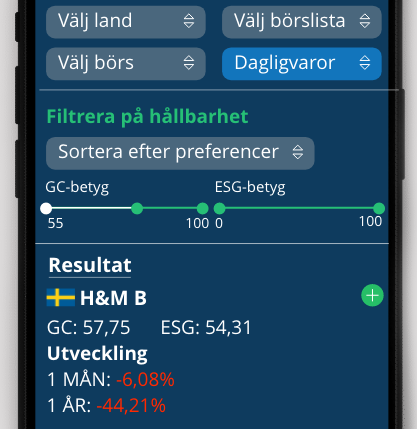 Välj land Välj börslista
Välj börs Dagligvaror
Filtrera på hållbarhet
Sortera efter preferencer
GC-betyg ESG-betyg
55 100 0 100
Resultat
H&M B
GC: 57,75 ESG: 54,31
Utveckling
1 MÅN: -6,08%
1 ÅR: -44,21%